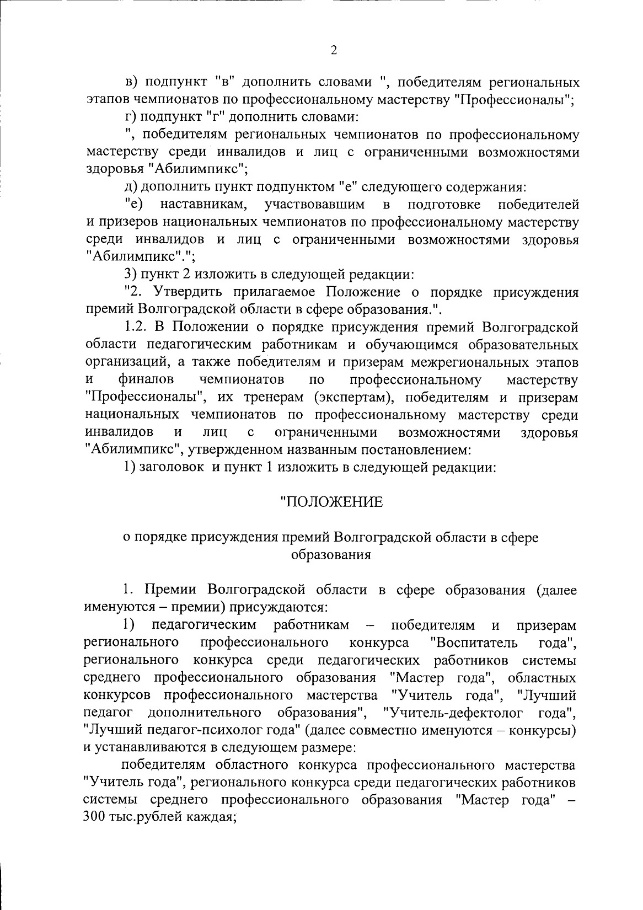 2
в) подпункт "в" дополнить словами ", победителям региональных
этапов чемпионатов по профессиональному мастерству "Профессионалы";
г) подпункт "г" дополнить словами:
", победителям региональных чемпионатов по профессиональному
мастерству среди инвалидов и лиц с ограниченными возможностями
здоровья "Абилимпикс";
д) дополнить пункт подпунктом "е" следующего содержания:
"е) наставникам, участвовавшим в подготовке победителей
и призеров национальных чемпионатов по профессиональному мастерству
среди инвалидов и лиц с ограниченными возможностями здоровья
"Абилимпикс".";
3) пункт 2 изложить в следующей редакции:
"2. Утвердить прилагаемое Положение о порядке присуждения
премий Волгоградской области в сфере образования.".
1.2. В Положении о порядке присуждения премий Волгоградской
области педагогическим работникам и обучающимся образовательных
организаций, а также победителям и призерам межрегиональных этапов
и финалов чемпионатов по профессиональному мастерству
"Профессионалы", их тренерам (экспертам), победителям и призерам
национальных чемпионатов по профессиональному мастерству среди
инвалидов и лиц с ограниченными возможностями здоровья
"Абилимпикс", утвержденном названным постановлением:
1) заголовок и пункт 1 изложить в следующей редакции:
"ПОЛОЖЕНИЕ
о порядке присуждения премий Волгоградской области в сфере
образования
1. Премии Волгоградской области в сфере образования (далее
именуются – премии) присуждаются:
1) педагогическим работникам – победителям и призерам
регионального профессионального конкурса "Воспитатель года",
регионального конкурса среди педагогических работников системы
среднего профессионального образования "Мастер года", областных
конкурсов профессионального мастерства "Учитель года", "Лучший
педагог дополнительного образования", "Учитель-дефектолог года",
"Лучший педагог-психолог года" (далее совместно именуются – конкурсы)
и устанавливаются в следующем размере:
победителям областного конкурса профессионального мастерства
"Учитель года", регионального конкурса среди педагогических работников
системы среднего профессионального образования "Мастер года" –
300 тыс.рублей каждая;